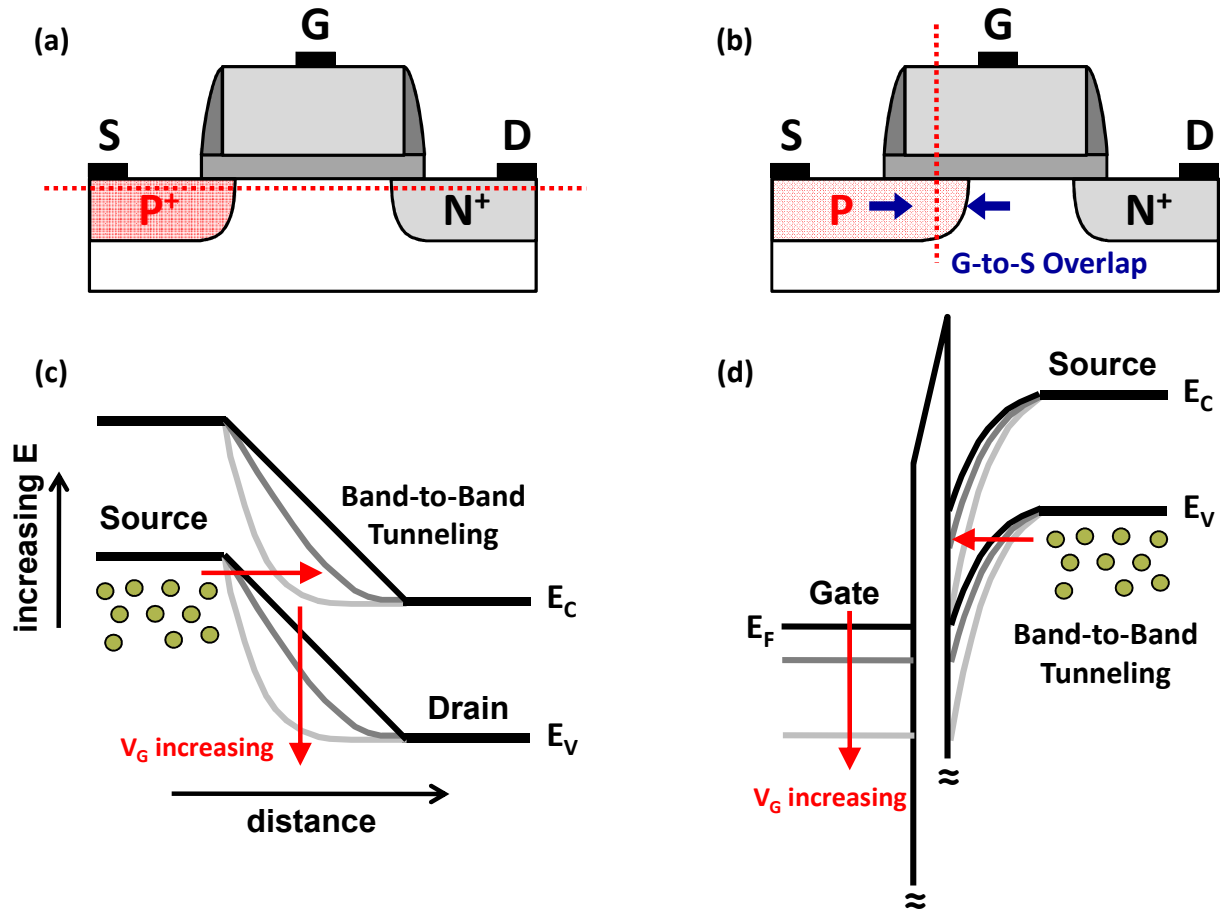 (a)
G
S
D
P+
N+
(b)
G
S
D
P
N+
G-to-S Overlap
(c)
increasing E
Source
Band-to-Band
Tunneling
EC
Drain
VG increasing
EV
distance
(d)
Source
EC
EV
Gate
EF
Band-to-Band
Tunneling
VG increasing
≈
≈